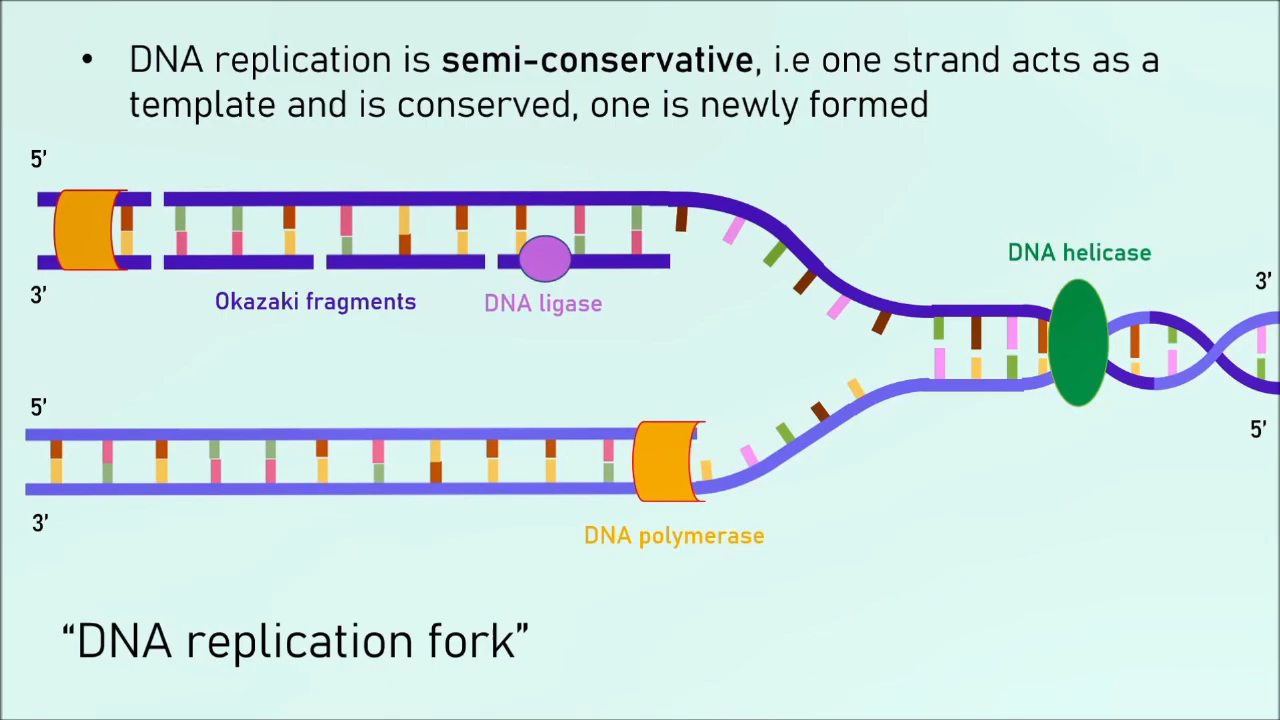 • DNA replication is semi-conservative, i.e one strand acts as a
template and is conserved, one is newly formed
5’
DNA helicase
3’
3’
Okazaki fragments
DNA ligase
5’
5’
3’
DNA polymerase
“DNA replication fork”